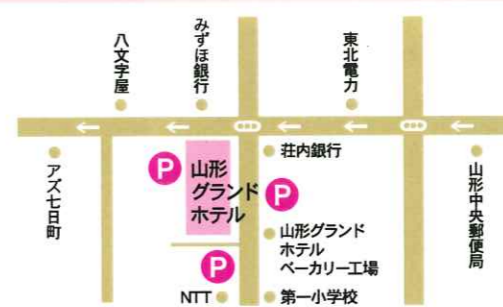 八文字屋
みずほ銀行
東北電力
アズ七日町
P
山形
グランド
ホテル
P
荘内銀行
山形グランド
ホテル
ベーカリー工場
山形中央郵便局
P
NTT
第一小学校